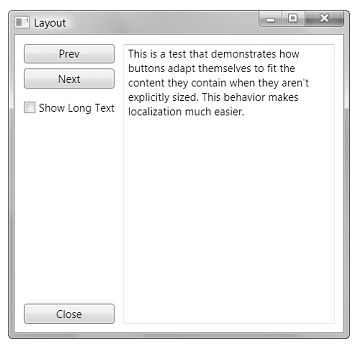 Layout
Prev
Next
Show Long Text
This is a test that demonstrates how
buttons adapt themselves to fit the
content they contain when they aren't
explicitly sized. This behavior makes
localization much easier.
Close